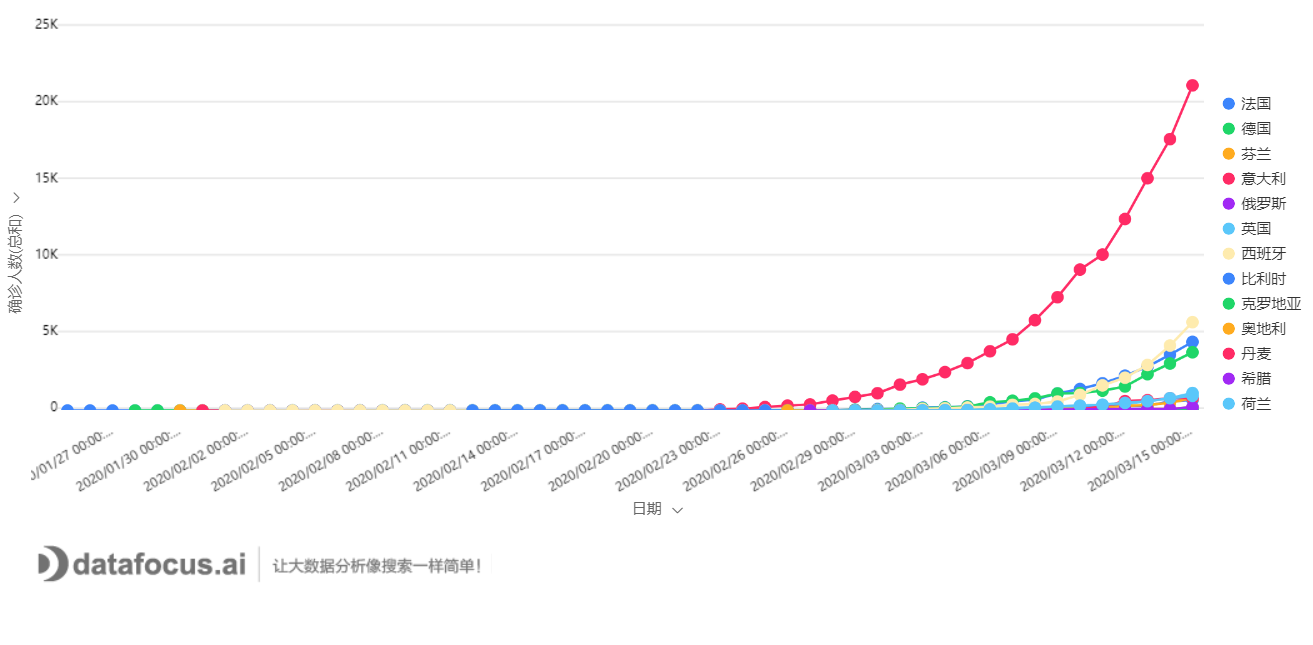 25K
20K
15K
10K
5K
0
确诊人数(总和)
法国
德国
芬兰
意大利
俄罗斯
英国
西班牙
比利时
克罗地亚
奥地利
丹麦
希腊
荷兰
0/01/27 00:00:...
2020/01/30 00:00:...
2020/02/02 00:00:...
2020/02/05 00:00:...
2020/02/08 00:00:...
2020/02/11 00:00:...
2020/02/14 00:00:...
2020/02/17 00:00:...
2020/02/20 00:00:...
2020/02/23 00:00:...
2020/02/26 00:00:...
2020/02/29 00:00:...
2020/03/03 00:00:...
2020/03/06 00:00:...
2020/03/09 00:00:...
2020/03/12 00:00:...
2020/03/15 00:00:...
日期
datafocus.ai
让大数据分析像搜索一样简单!